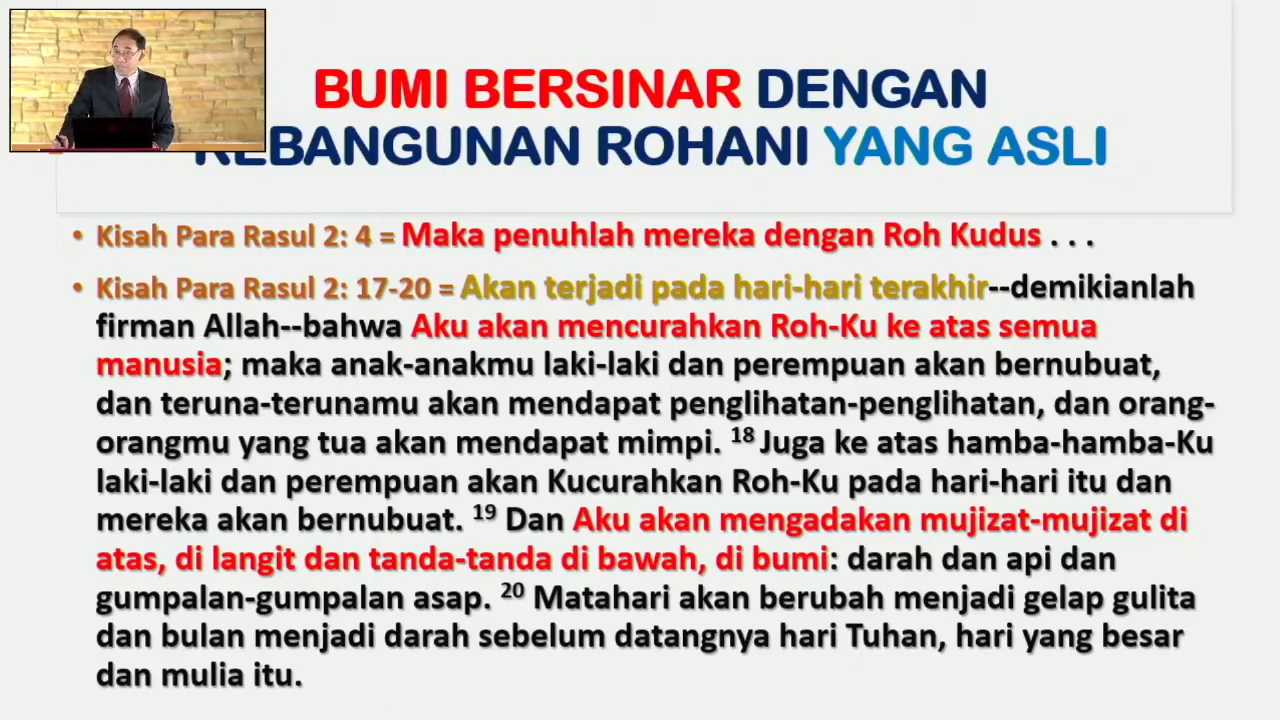 BUMI BERSINAR DENGAN
KEBANGUNAN ROHANI YANG ASLI
• Kisah Para Rasul 2: 4 = Maka penuhlah mereka dengan Roh Kudus . . .
• Kisah Para Rasul 2: 17-20 = Akan terjadi pada hari-hari terakhir--demikianlah
firman Allah--bahwa Aku akan mencurahkan Roh-Ku ke atas semua
manusia; maka anak-anakmu laki-laki dan perempuan akan bernubuat,
dan teruna-terunamu akan mendapat penglihatan-penglihatan, dan orang-
orangmu yang tua akan mendapat mimpi. 18 Juga ke atas hamba-hamba-Ku
laki-laki dan perempuan akan Kucurahkan Roh-Ku pada hari-hari itu dan
mereka akan bernubuat. 19 Dan Aku akan mengadakan mujizat-mujizat di
atas, di langit dan tanda-tanda di bawah, di bumi: darah dan api dan
gumpalan-gumpalan asap. 20 Matahari akan berubah menjadi gelap gulita
dan bulan menjadi darah sebelum datangnya hari Tuhan, hari yang besar
dan mulia itu.